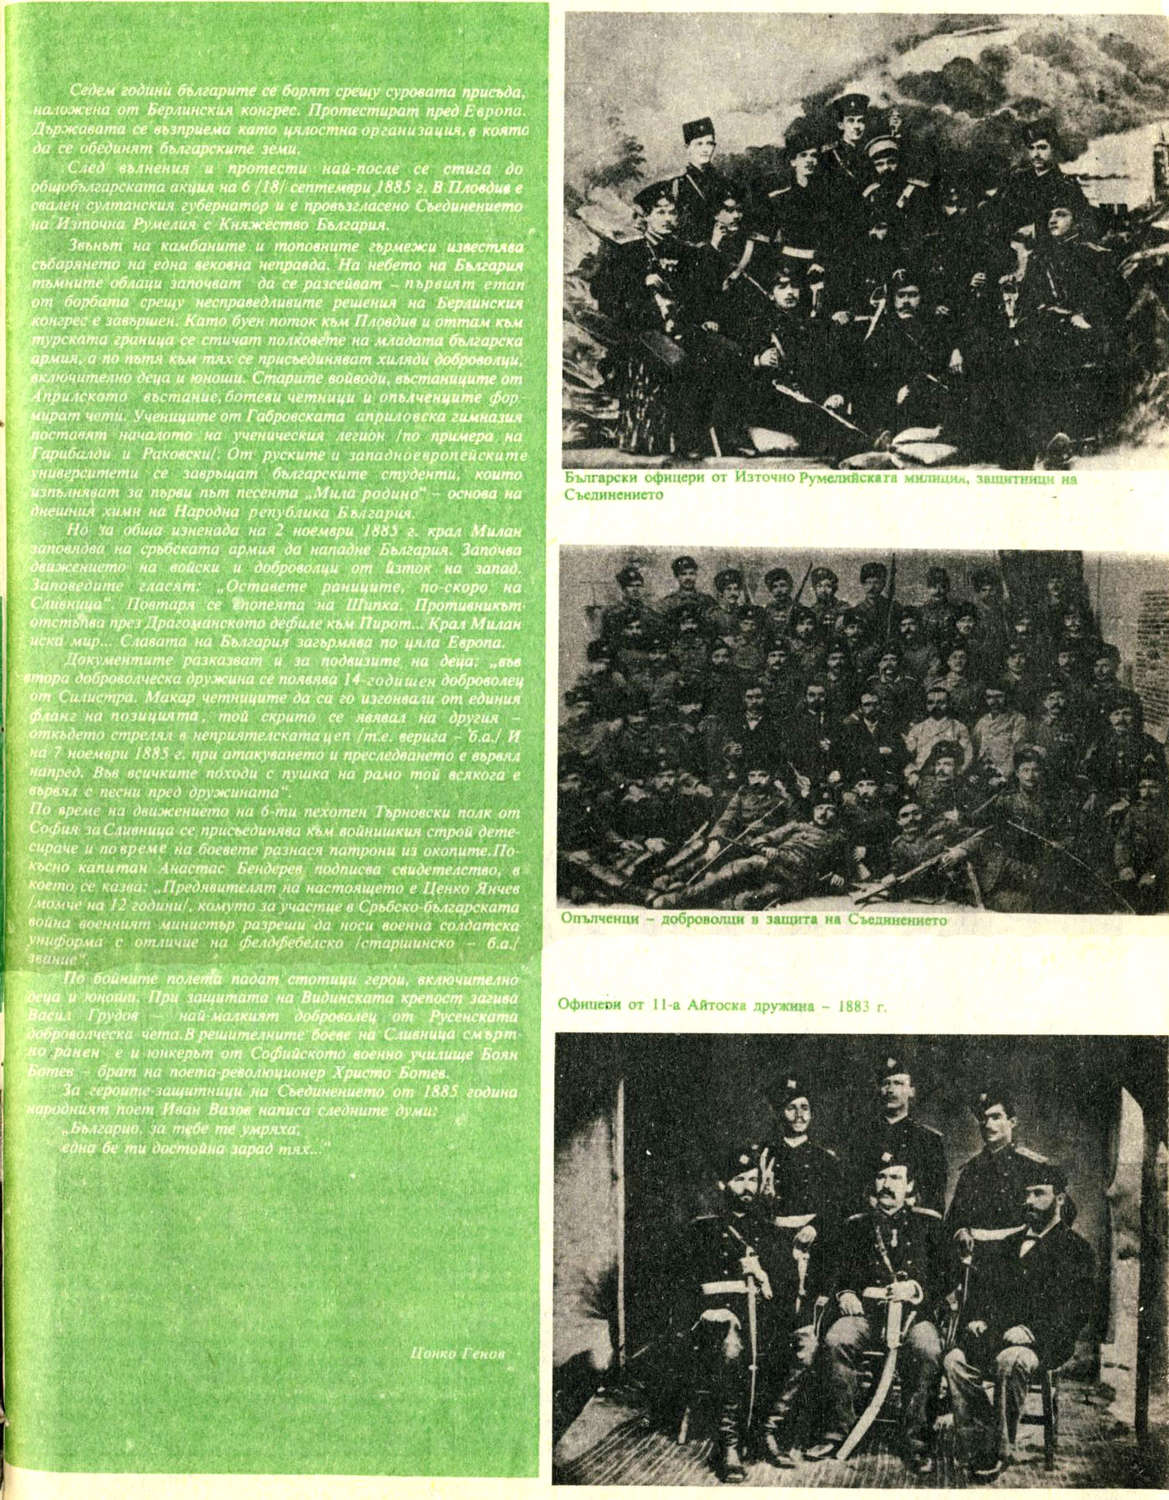 Седем години българите се борят срещу суровата присъда,
наложена от Берлинския конгрес. Протестират пред Европа.
Държавата се възприема като цялостна организация, в която
да се обединят българските земи.
След вълнения и протести най-после се стига до
общобългарската акция на 6 /18/ септември 1885 г. В Пловдив е
свален султанския губернатор и е провъзгласено Съединението
на Източна Румелия с Княжество България.
Звънът на камбаните и топовните гърмежи известява
събарянето на една вековна неправда. На небето на България
тъмните облаци започват да се разсейват – първият етап
от борбата срещу несправедливите решения на Берлинския
конгрес е завършен. Като буен поток към Пловдив и оттам към
турската граница се стичат полковете на младата българска
армия, а по пътя към тях се присъединяват хиляди доброволци,
включително деца и юноши. Старите войводи, въстаниците от
Априлското въстание, ботеви четници и опълченците фор-
мират чети. Учениците от Габровската априловска гимназия
поставят началото на ученическия легион /по примера на
Гарибалди и Раковски/. От руските и западноевропейските
университети се завръщат българските студенти, които
изпълняват за първи път песента „Мила родино“ – основа на
днешния химн на Народна република България.
Но за обща изненада на 2 ноември 1885 г. крал Милан
заповядва на сръбската армия да нападне България. Започва
движението на войски и доброволци от изток на запад.
Заповедите гласят: „Оставете раниците, по-скоро на
Сливница“. Повтаря се епопеята на Шипка. Противникът
отстъпва през Драгоманското дефиле към Пирот... Крал Милан
иска мир... Славата на България загърмява по цяла Европа.
Документите разказват и за подвизите на деца: „във
втора доброволческа дружина се появява 14-годишен доброволец
от Силистра. Макар четниците да са го изгонвали от единия
фланг на позицията, той скрито се явявал на другия –
откъдето стрелял в неприятелската цеп /т.е. верига – б.а./ И
на 7 ноември 1885 г. при атакуването и преследването е вървял
напред. Във всичките походи с пушка на рамо той всякога е
вървял с песни пред дружината“.
По време на движението на 6-ти пехотен Търновски полк от
София за Сливница се присъединява към войнишкия строй дете-
сираче и по време на боевете разнася патрони из окопите. По-
късно капитан Анастас Бендерев подписва свидетелство, в
което се казва: „Предявителят на настоящето е Ценко Янчев
/момче на 12 години/, комуто за участие в Сръбско-българската
война военният министър разреши да носи военна солдатска
униформа с отличие на фелдфебелско /старшинско – б.а./
звание“.
По бойните полета падат стотици герои, включително
деца и юноши. При защитата на Видинската крепост загива
Васил Грудов – най-малкият доброволец от Русенската
доброволческа чета. В решителните боеве на Сливница смърт-
но ранен е и юнкерът от Софийското военно училище Боян
Ботев – брат на поета-революционер Христо Ботев.
За героите-защитници на Съединението от 1885 година
народният поет Иван Вазов написа следните думи:
„Българио, за тебе те умряха,
една бе ти достойна зарад тях...“
Цонко Генов
Български офицери от Източно Румелийската милиция, защитници на
Съединението
Опълченци – доброволци в защита на Съединението
Офицери от 11-а Айтоска дружина – 1883 г.